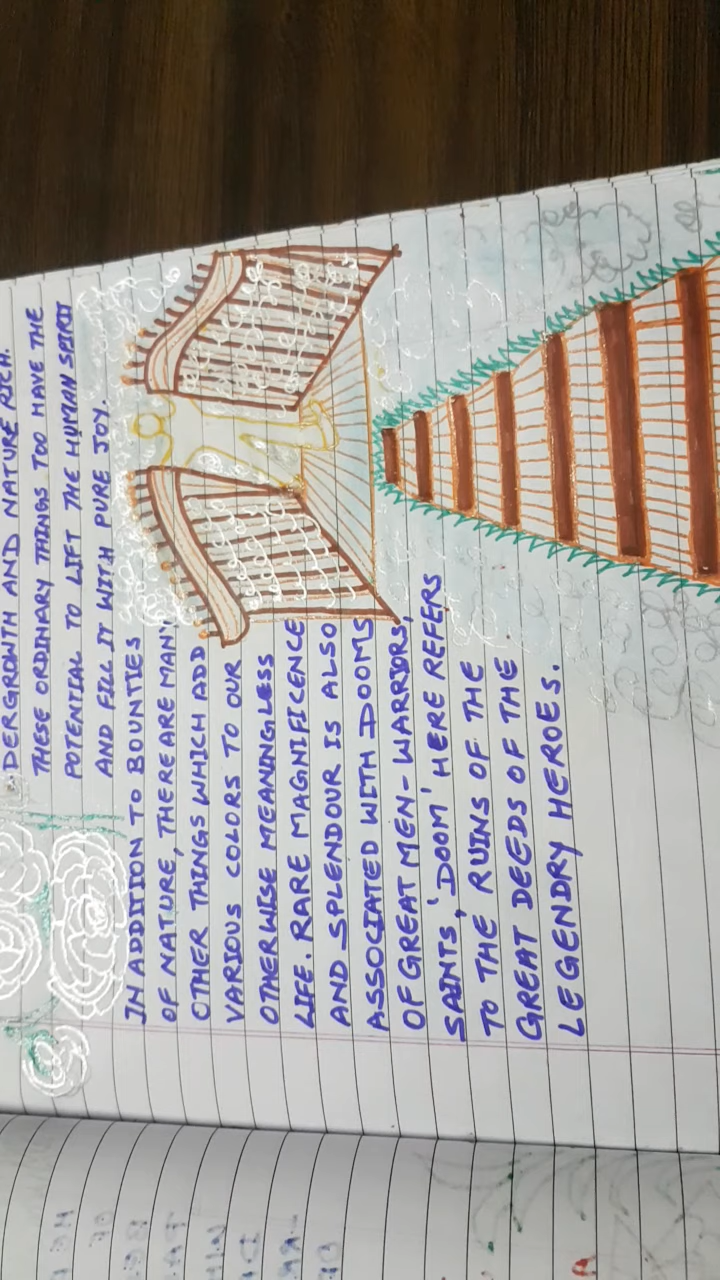 DERGROWTH AND NATURE RICH.
THESE ORDINARY THINGS TOO HAVE THE
POTENTIAL TO LIFT THE HUMAN SPIRIT
AND FILL IT WITH PURE JOY.
IN ADDITION TO BOUNTIES
OF NATURE, THERE ARE MANY
OTHER THINGS WHICH ADD
VARIOUS COLORS TO OUR
OTHERWISE MEANINGLESS
LIFE. RARE MAGNIFICENCE
AND SPLENDOUR IS ALSO
ASSOCIATED WITH DOOMS
OF GREAT MEN-WARRIORS,
SAINTS, 'DOOM' HERE REFERS
TO THE RUINS OF THE
GREAT DEEDS OF THE
LEGENDRY HEROES.